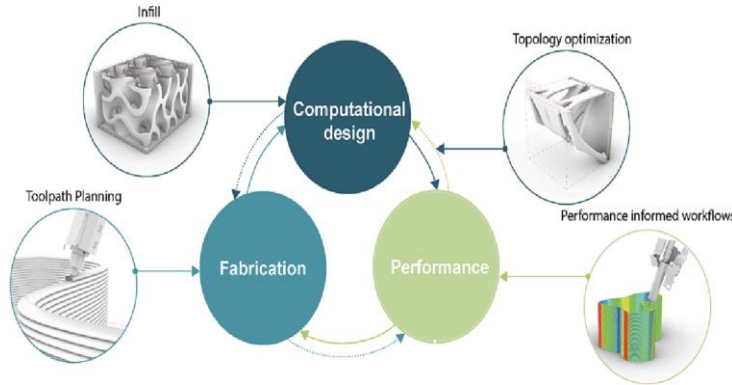 Infill
Topology optimization
Computational
design
Toolpath Planning
Performance informed workflows
Fabrication
Performance